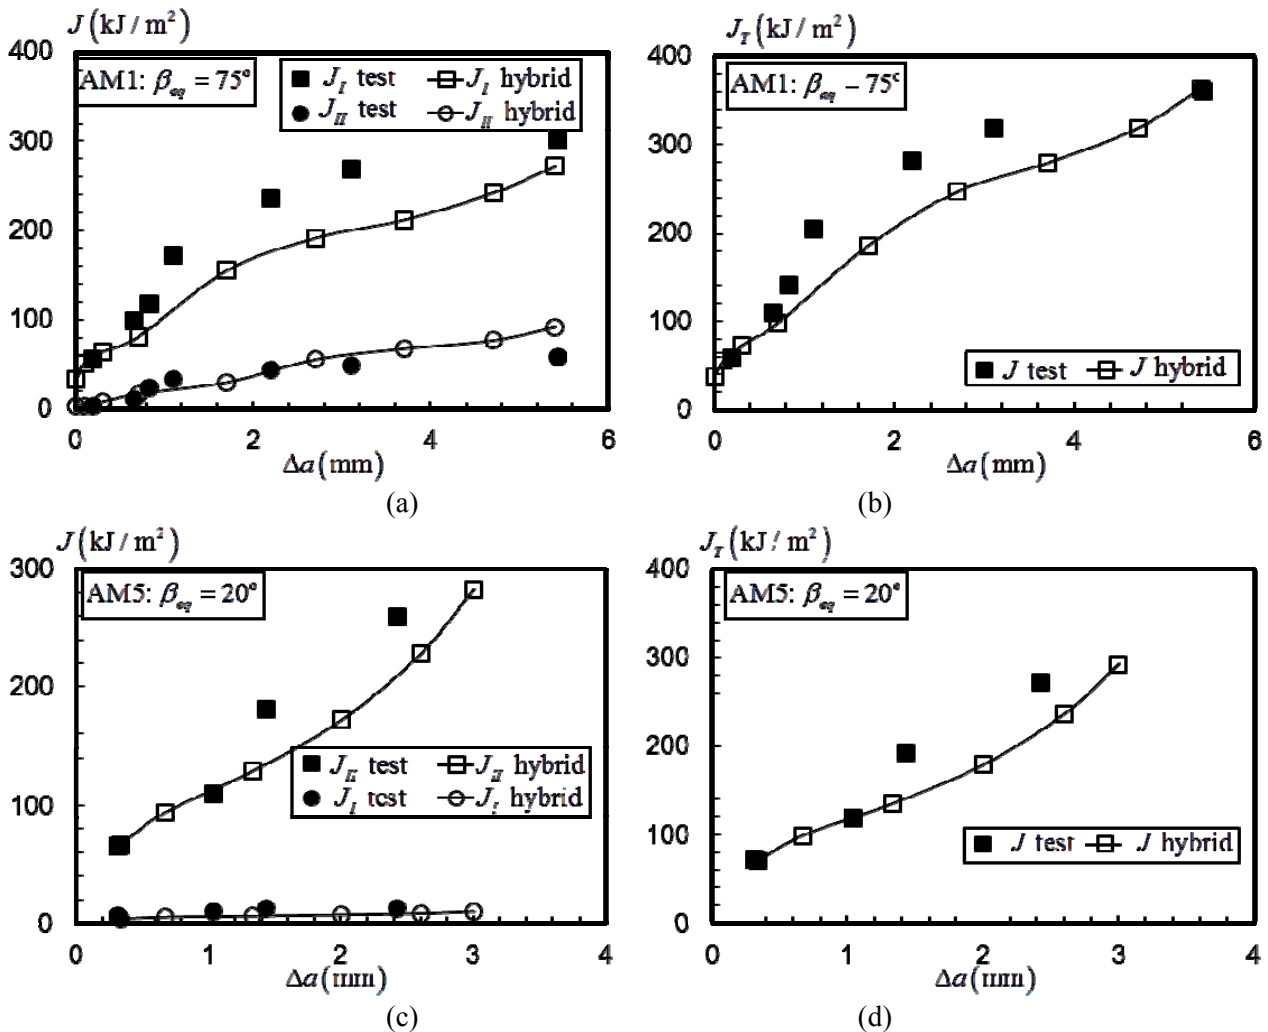 J (kJ / m²)
400
AM1: β_eq = 75°
J_I test J_I hybrid
J_II test J_II hybrid
300
200
100
0
0 2 4 6
Δa (mm)
(a)
J_T (kJ / m²)
400
AM1: β_eq – 75°
300
200
100
J test J hybrid
0
0 2 4 6
Δa (mm)
(b)
J (kJ / m²)
300
AM5: β_eq = 20°
200
J_II test J_II hybrid
J_I test J_I hybrid
100
0
0 1 2 3 4
Δa (mm)
(c)
J_T (kJ / m²)
400
AM5: β_eq = 20°
300
200
100
J test J hybrid
0
0 1 2 3 4
Δa (mm)
(d)